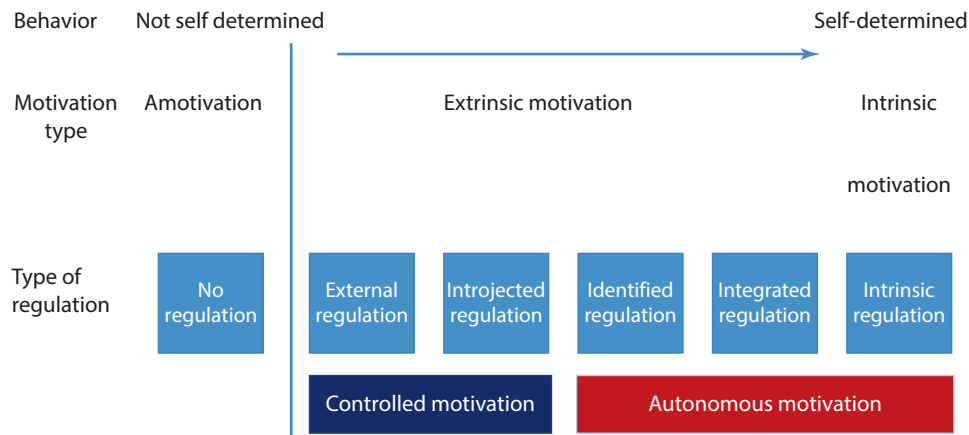 Behavior Not self determined Self-determined
Motivation type Amotivation Extrinsic motivation Intrinsic motivation
Type of regulation
No regulation
External regulation
Introjected regulation
Identified regulation
Integrated regulation
Intrinsic regulation
Controlled motivation Autonomous motivation